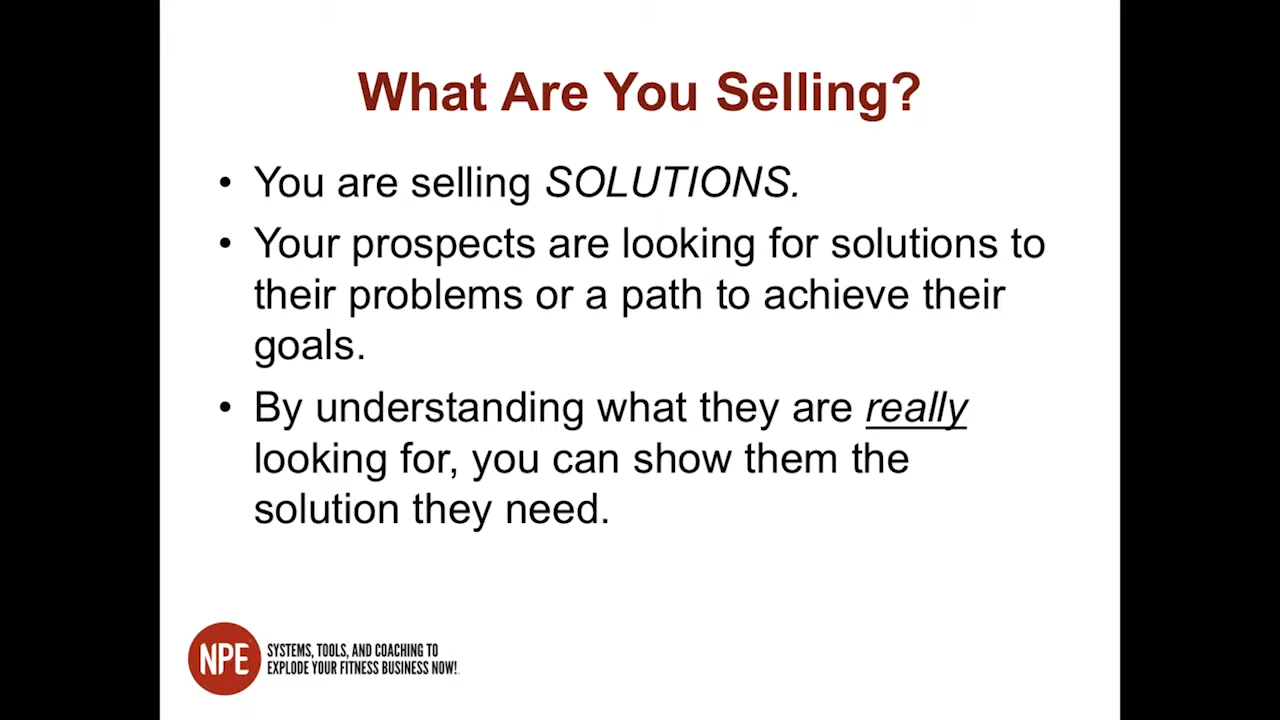 What Are You Selling?
• You are selling SOLUTIONS.
• Your prospects are looking for solutions to
their problems or a path to achieve their
goals.
• By understanding what they are really
looking for, you can show them the
solution they need.
NPE
SYSTEMS, TOOLS, AND COACHING TO
EXPLODE YOUR FITNESS BUSINESS NOW!